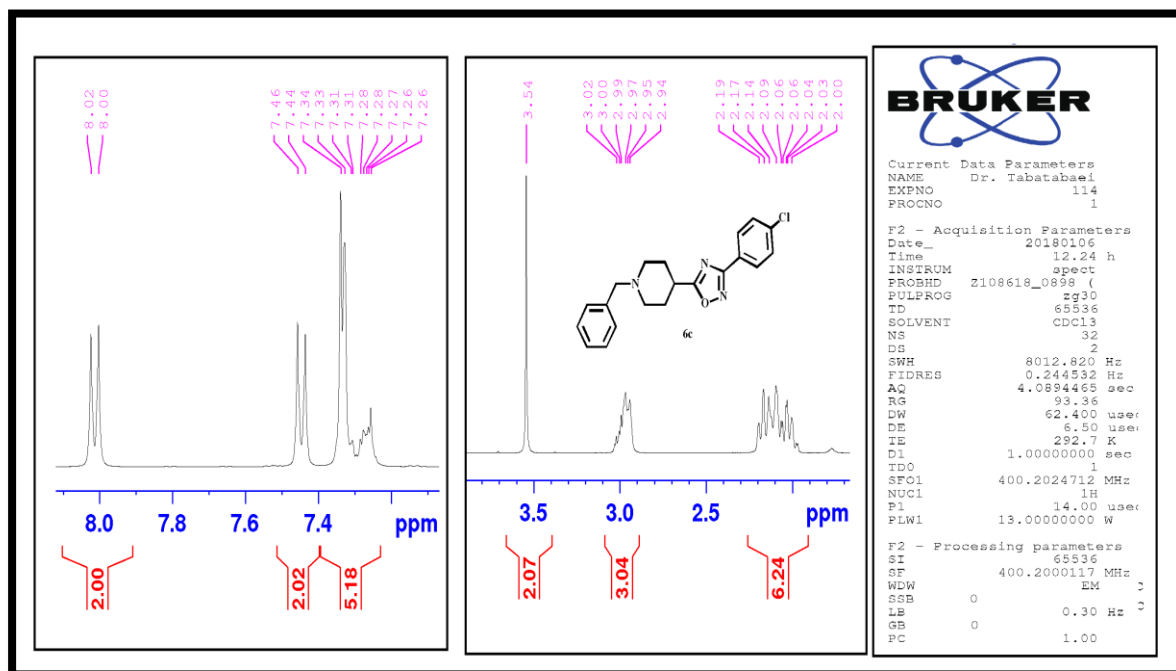 8.02
8.00
7.46
7.44
7.34
7.33
7.31
7.31
7.28
7.28
7.27
7.26
7.26
8.0 7.8 7.6 7.4 ppm
2.00
2.02
5.18
3.54
3.02
3.00
2.99
2.97
2.95
2.94
2.19
2.17
2.14
2.09
2.06
2.06
2.04
2.03
2.00
Cl
N
N
O
N
6c
3.5 3.0 2.5 ppm
2.07
3.04
6.24
BRUKER
Current Data Parameters
NAME Dr. Tabatabaei
EXPNO 114
PROCNO 1
F2 - Acquisition Parameters
Date_ 20180106
Time 12.24 h
INSTRUM spect
PROBHD Z108618_0898 (
PULPROG zg30
TD 65536
SOLVENT CDCl3
NS 32
DS 2
SWH 8012.820 Hz
FIDRES 0.244532 Hz
AQ 4.0894465 sec
RG 93.36
DW 62.400 usec
DE 6.50 usec
TE 292.7 K
D1 1.00000000 sec
TD0 1
SFO1 400.2024712 MHz
NUC1 1H
P1 14.00 usec
PLW1 13.00000000 W
F2 - Processing parameters
SI 65536
SF 400.2000117 MHz
WDW EM
SSB 0
LB 0.30 Hz
GB 0
PC 1.00